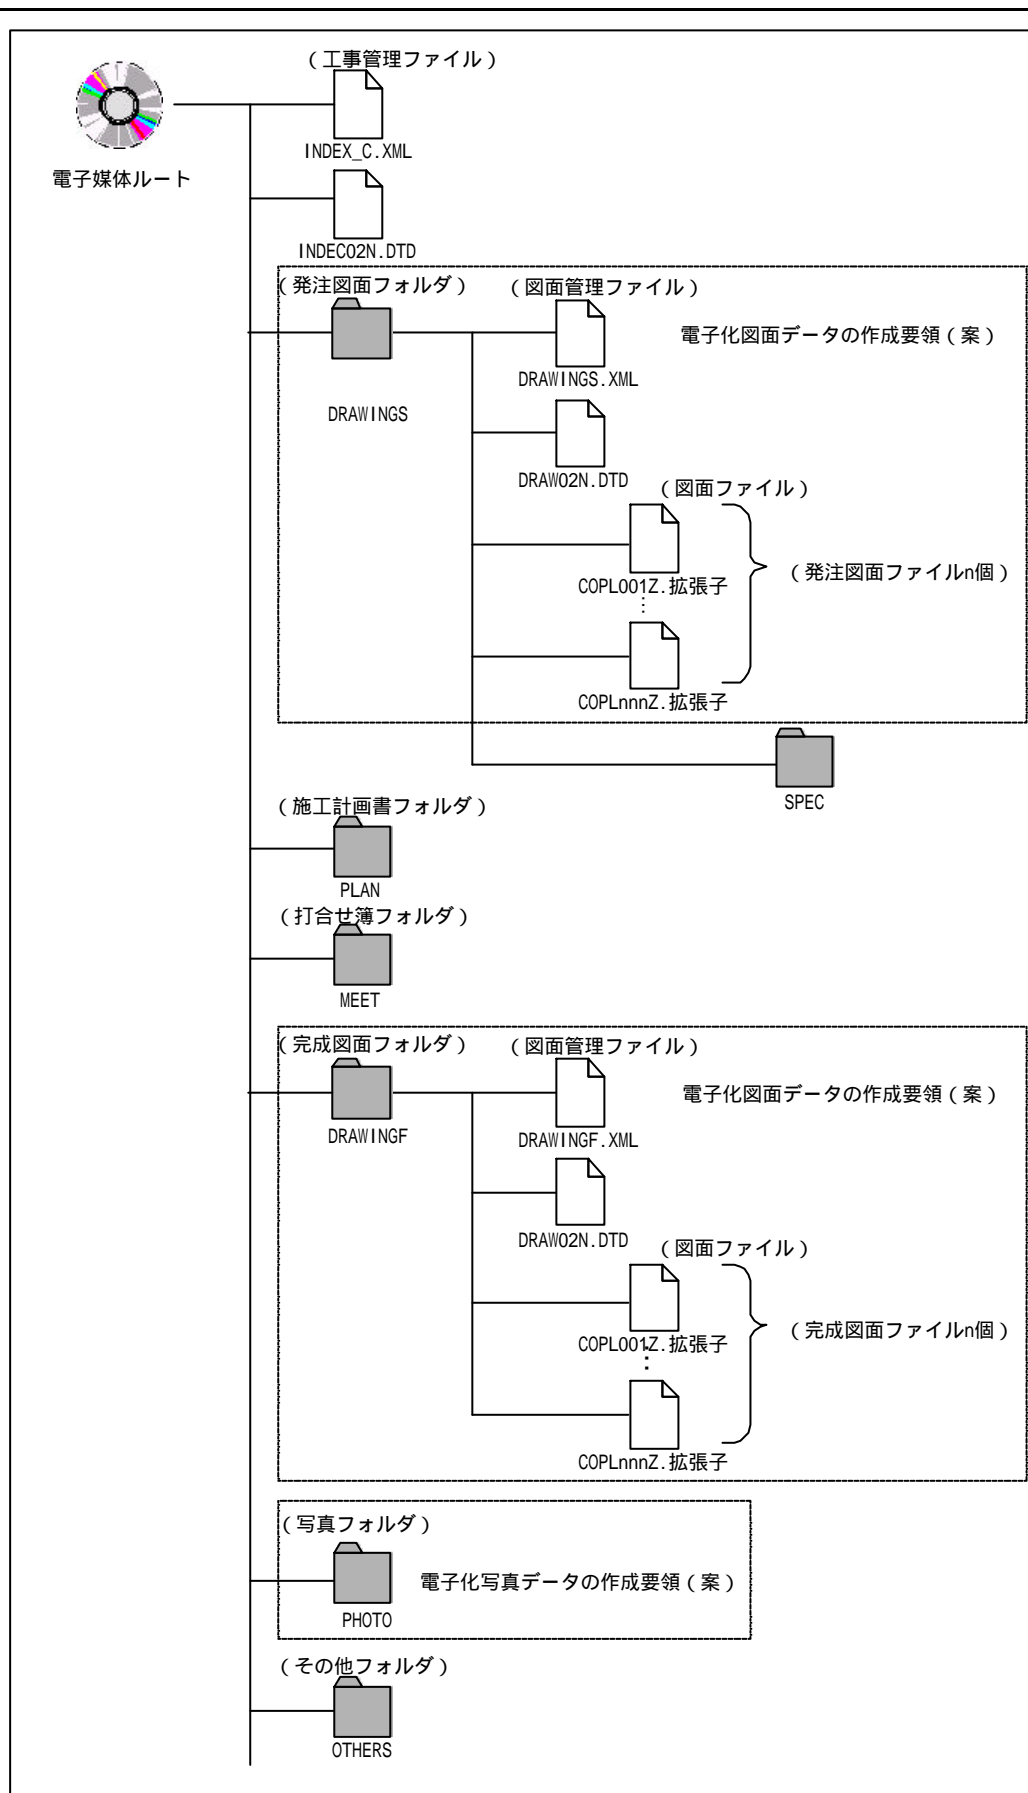 （工事管理ファイル）
INDEX_C.XML
電子媒体ルート
INDEC02N.DTD
（発注図面フォルダ）
（図面管理ファイル）
電子化図面データの作成要領（案）
DRAWINGS.XML
DRAWINGS
DRAW02N.DTD
（図面ファイル）
COPL001Z.拡張子
（発注図面ファイルn個）
COPLnnnZ.拡張子
SPEC
（施工計画書フォルダ）
PLAN
（打合せ簿フォルダ）
MEET
（完成図面フォルダ）
（図面管理ファイル）
電子化図面データの作成要領（案）
DRAWINGF
DRAWINGF.XML
DRAW02N.DTD
（図面ファイル）
COPL001Z.拡張子
（完成図面ファイルn個）
COPLnnnZ.拡張子
（写真フォルダ）
電子化写真データの作成要領（案）
PHOTO
（その他フォルダ）
OTHERS